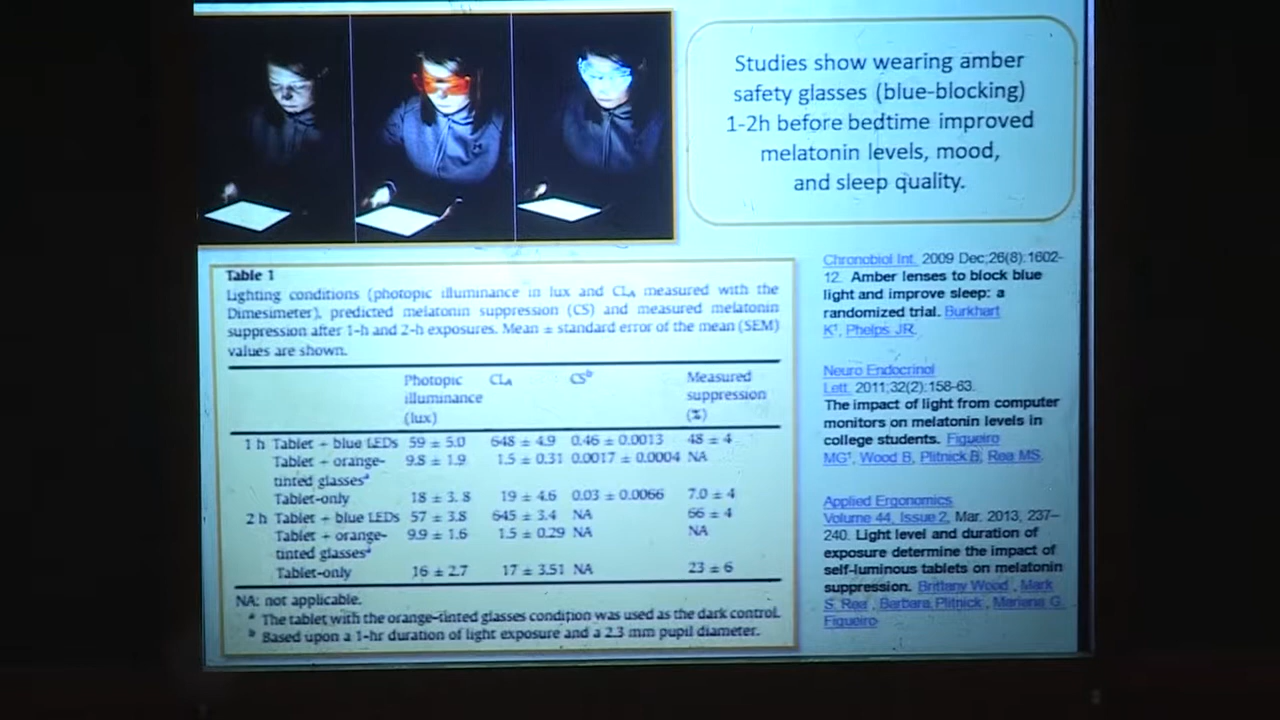 Studies show wearing amber
safety glasses (blue-blocking)
1-2h before bedtime improved
melatonin levels, mood,
and sleep quality.
Table 1
Lighting conditions (photopic illuminance in lux and CLA measured with the
Dimesimeter), predicted melatonin suppression (CS) and measured melatonin
suppression after 1-h and 2-h exposures. Mean ± standard error of the mean (SEM)
values are shown.
Photopic illuminance (lux) CLA CSb Measured suppression (%)
1 h Tablet + blue LEDs 59 ± 5.0 648 ± 4.9 0.46 ± 0.0013 48 ± 4
Tablet + orange- 9.8 ± 1.9 1.5 ± 0.31 0.0017 ± 0.0004 NA
tinted glassesa
Tablet-only 18 ± 3.8 19 ± 4.6 0.03 ± 0.0066 7.0 ± 4
2 h Tablet + blue LEDs 57 ± 3.8 645 ± 3.4 NA 66 ± 4
Tablet + orange- 9.9 ± 1.6 1.5 ± 0.29 NA NA
tinted glassesa
Tablet-only 16 ± 2.7 17 ± 3.51 NA 23 ± 6
NA: not applicable.
a The tablet with the orange-tinted glasses condition was used as the dark control.
b Based upon a 1-hr duration of light exposure and a 2.3 mm pupil diameter.
Chronobiol Int. 2009 Dec;26(8):1602-
12. Amber lenses to block blue
light and improve sleep: a
randomized trial. Burkhart
K1, Phelps JR.
Neuro Endocrinol
Lett. 2011;32(2):158-63.
The impact of light from computer
monitors on melatonin levels in
college students. Figueiro
MG1, Wood B, Plitnick B, Rea MS.
Applied Ergonomics
Volume 44, Issue 2, Mar. 2013, 237–
240. Light level and duration of
exposure determine the impact of
self-luminous tablets on melatonin
suppression. Brittany Wood, Mark
S. Rea, Barbara Plitnick, Mariana G.
Figueiro